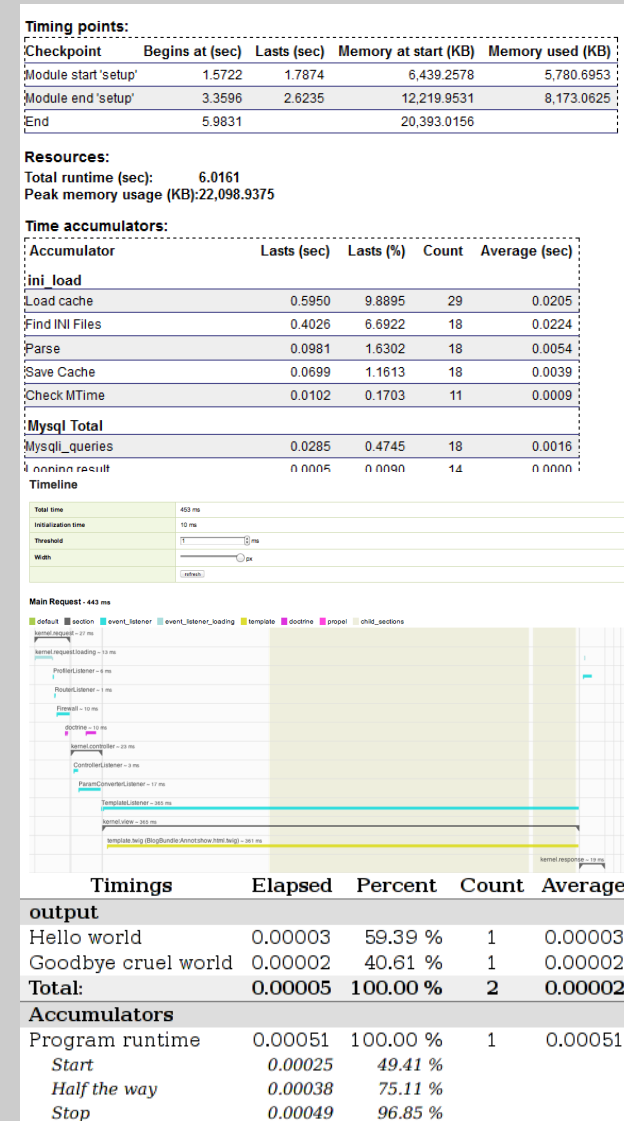 Timing points:
Checkpoint Begins at (sec) Lasts (sec) Memory at start (KB) Memory used (KB)
Module start 'setup' 1.5722 1.7874 6,439.2578 5,780.6953
Module end 'setup' 3.3596 2.6235 12,219.9531 8,173.0625
End 5.9831 20,393.0156
Resources:
Total runtime (sec): 6.0161
Peak memory usage (KB):22,098.9375
Time accumulators:
Accumulator Lasts (sec) Lasts (%) Count Average (sec)
ini_load
Load cache 0.5950 9.8895 29 0.0205
Find INI Files 0.4026 6.6922 18 0.0224
Parse 0.0981 1.6302 18 0.0054
Save Cache 0.0699 1.1613 18 0.0039
Check MTime 0.0102 0.1703 11 0.0009
Mysql Total
Mysqli_queries 0.0285 0.4745 18 0.0016
Looping result 0.0005 0.0090 14 0.0000
Timeline
Total time 453 ms
Initialization time 10 ms
Threshold 1 ms
Width px
refresh
Main Request - 443 ms
default section event_listener event_listener_loading template doctrine propel child_sections
kernel.request ~ 27 ms
kernel.request.loading ~ 13 ms
ProfilerListener ~ 6 ms
RouterListener ~ 1 ms
Firewall ~ 10 ms
doctrine ~ 10 ms
kernel.controller ~ 23 ms
ControllerListener ~ 3 ms
ParamConverterListener ~ 17 ms
TemplateListener ~ 365 ms
kernel.view ~ 365 ms
template.twig (BlogBundle:Annot:show.html.twig) ~ 361 ms
kernel.response ~ 19 ms
Timings Elapsed Percent Count Average
output
Hello world 0.00003 59.39 % 1 0.00003
Goodbye cruel world 0.00002 40.61 % 1 0.00002
Total: 0.00005 100.00 % 2 0.00002
Accumulators
Program runtime 0.00051 100.00 % 1 0.00051
Start 0.00025 49.41 %
Half the way 0.00038 75.11 %
Stop 0.00049 96.85 %